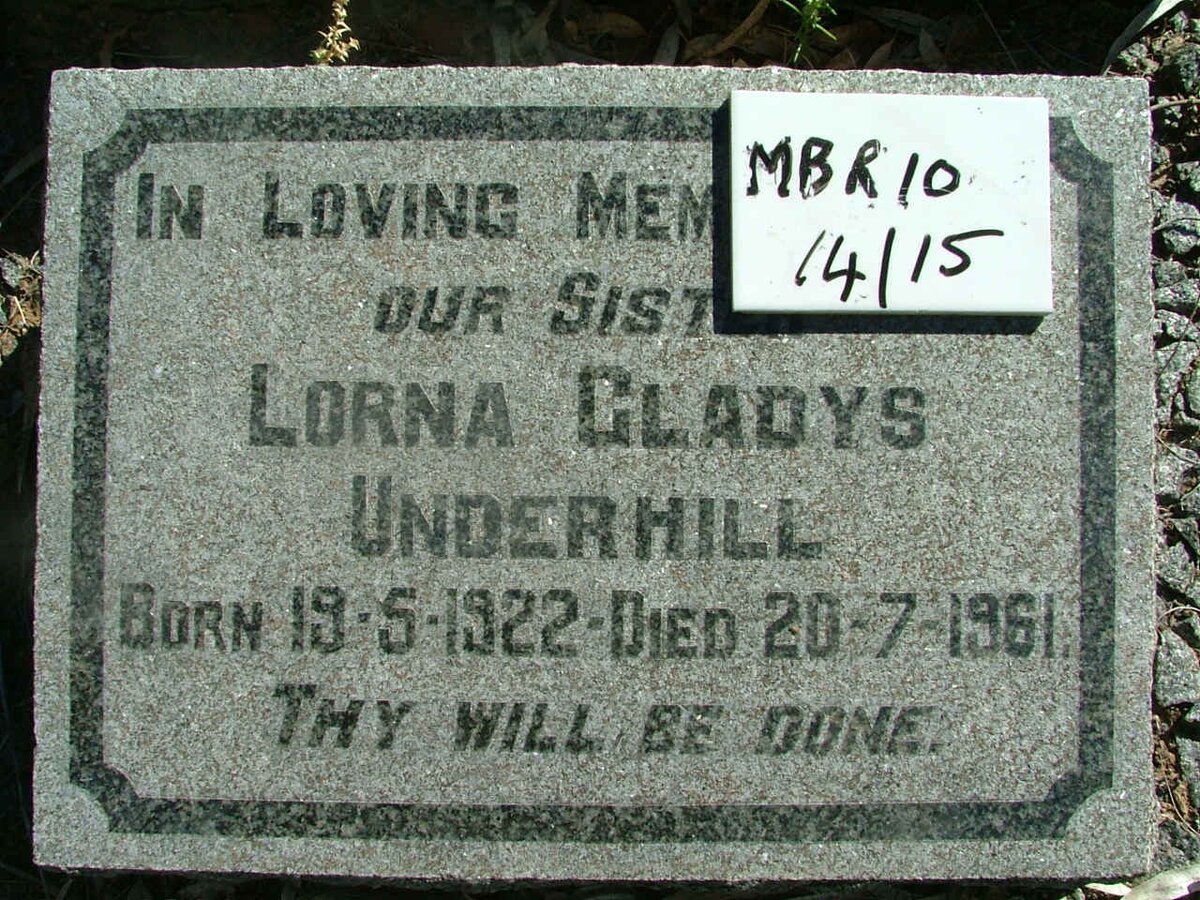 IN LOVING MEM
OUR SIST
LORNA GLADYS
UNDERHILL
BORN 19-5-1922-DIED 20-7-1961.
THY WILL BE DONE.
MBR10
14/15